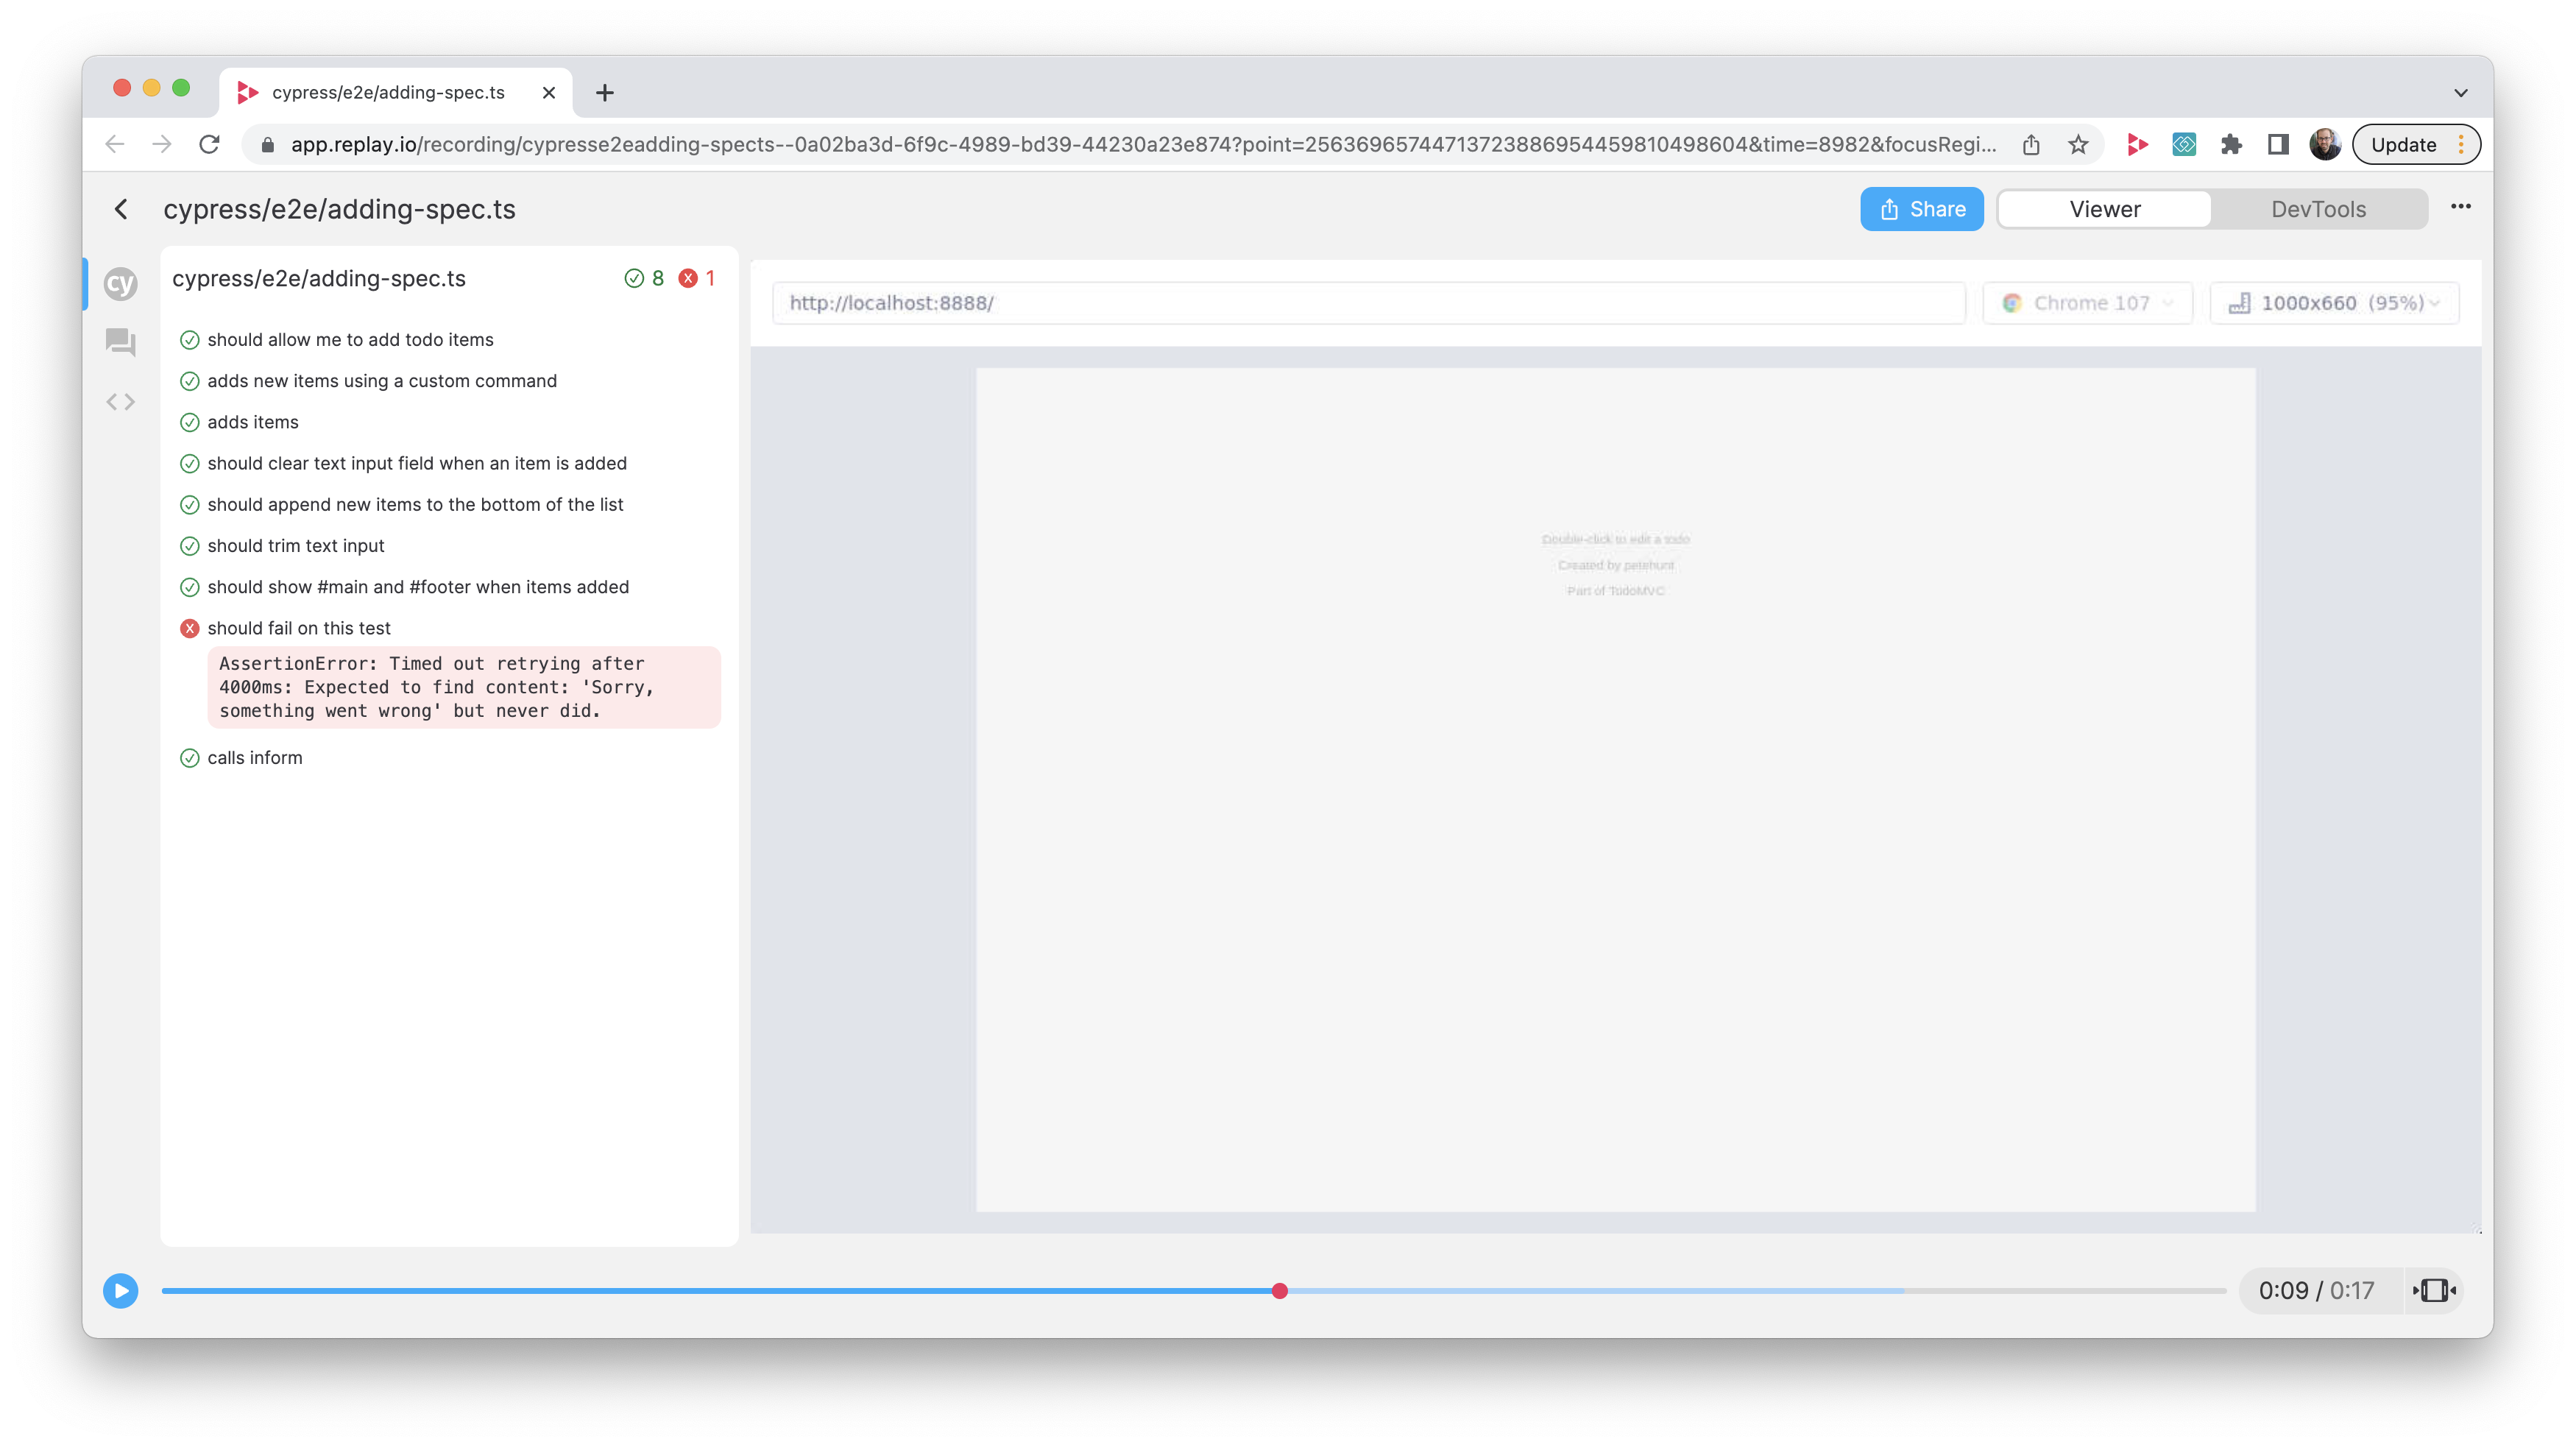 cypress/e2e/adding-spec.ts
app.replay.io/recording/cypresse2eadding-spects--0a02ba3d-6f9c-4989-bd39-44230a23e874?point=25636965744713723886954459810498604&time=8982&focusRegi...
Update
cypress/e2e/adding-spec.ts
Share
Viewer
DevTools
cy
cypress/e2e/adding-spec.ts
8
1
should allow me to add todo items
adds new items using a custom command
adds items
should clear text input field when an item is added
should append new items to the bottom of the list
should trim text input
should show #main and #footer when items added
should fail on this test
AssertionError: Timed out retrying after
4000ms: Expected to find content: 'Sorry,
something went wrong' but never did.
calls inform
http://localhost:8888/
Chrome 107
1000x660 (95%)
Double-click to edit a todo
Created by petehunt
Part of TodoMVC
0:09 / 0:17